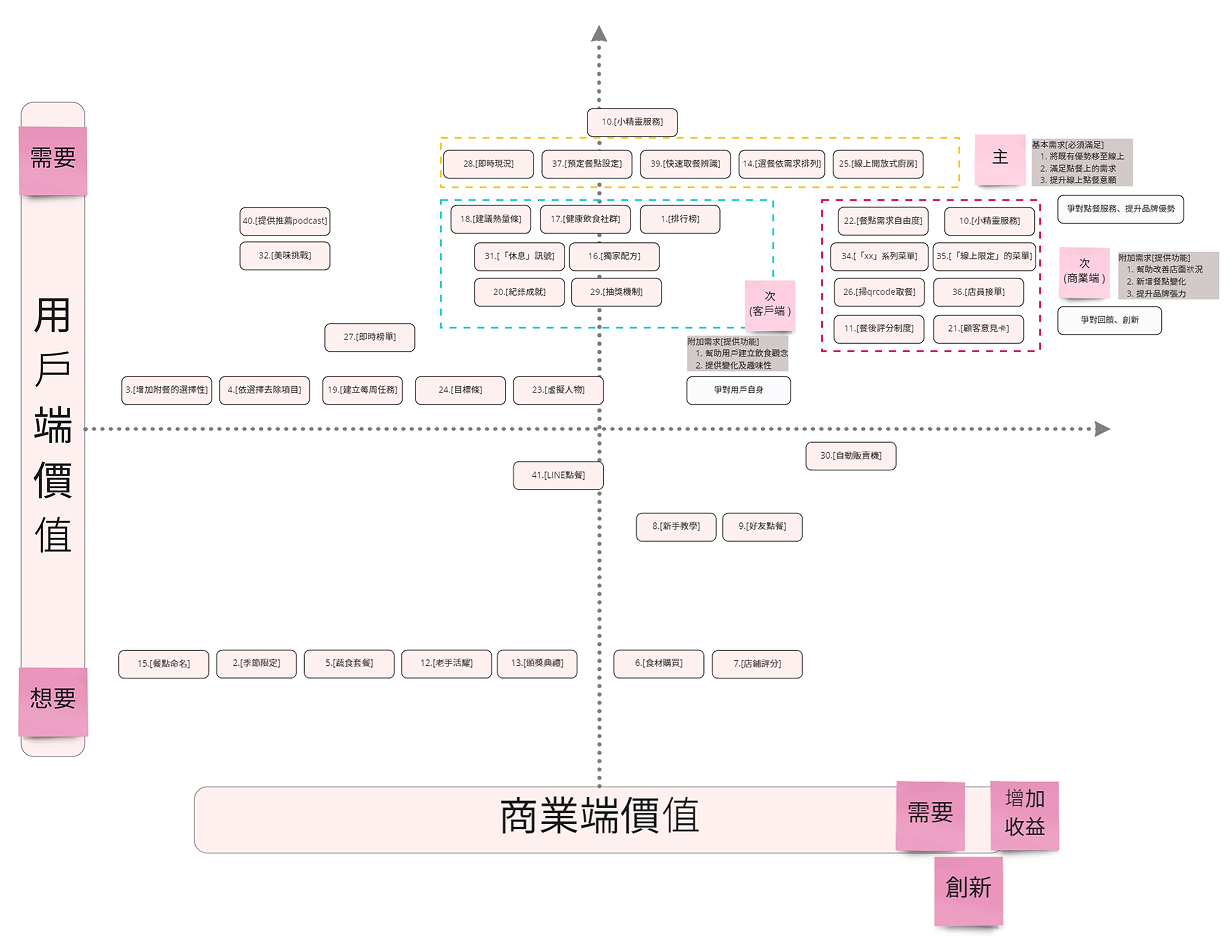 10.[小精靈服務]
需要
28.[即時現況]
37.[預定餐點設定]
39.[快速取餐辨識]
14.[選餐依需求排列]
25.[線上開放式廚房]
主
基本需求[必須滿足]
1. 將既有優勢移至線上
2. 滿足點餐上的需求
3. 提升線上點餐意願
爭對點餐服務、提升品牌優勢
40.[提供推薦podcast]
32.[美味挑戰]
18.[建議熱量條]
17.[健康飲食社群]
1.[排行榜]
31.[「休息」訊號]
16.[獨家配方]
20.[紀錄成就]
29.[抽獎機制]
次
(客戶端 )
附加需求[提供功能]
1. 幫助用戶建立飲食觀念
2. 提供變化及趣味性
爭對用戶自身
22.[餐點需求自由度]
10.[小精靈服務]
34.[「xx」系列菜單]
35.[「線上限定」的菜單]
26.[掃qrcode取餐]
36.[店員接單]
11.[餐後評分制度]
21.[顧客意見卡]
次
(商業端 )
附加需求[提供功能]
1. 幫助改善店面狀況
2. 新增餐點變化
3. 提升品牌張力
爭對回饋、創新
27.[即時榜單]
3.[增加附餐的選擇性]
4.[依選擇去除項目]
19.[建立每周任務]
24.[目標條]
23.[虛擬人物]
用戶端價值
30.[自動販賣機]
41.[LINE點餐]
8.[新手教學]
9.[好友點餐]
15.[餐點命名]
2.[季節限定]
5.[蔬食套餐]
12.[老手活躍]
13.[頒獎典禮]
6.[食材購買]
7.[店鋪評分]
想要
商業端價值
需要
增加
收益
創新